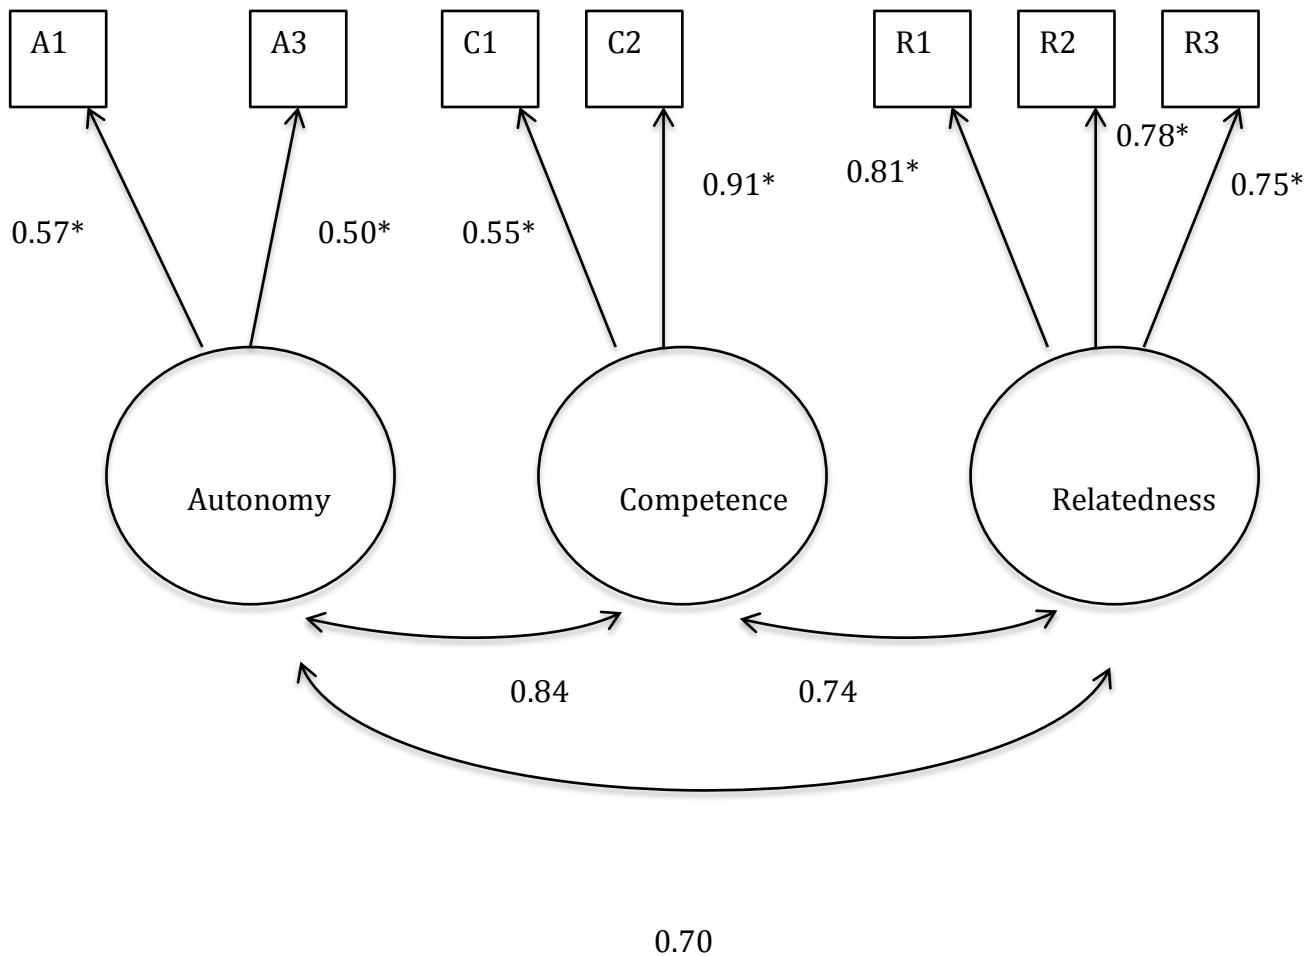 A1
A3
C1
C2
R1
R2
R3
0.57*
0.50*
0.55*
0.91*
0.81*
0.78*
0.75*
Autonomy
Competence
Relatedness
0.84
0.74
0.70